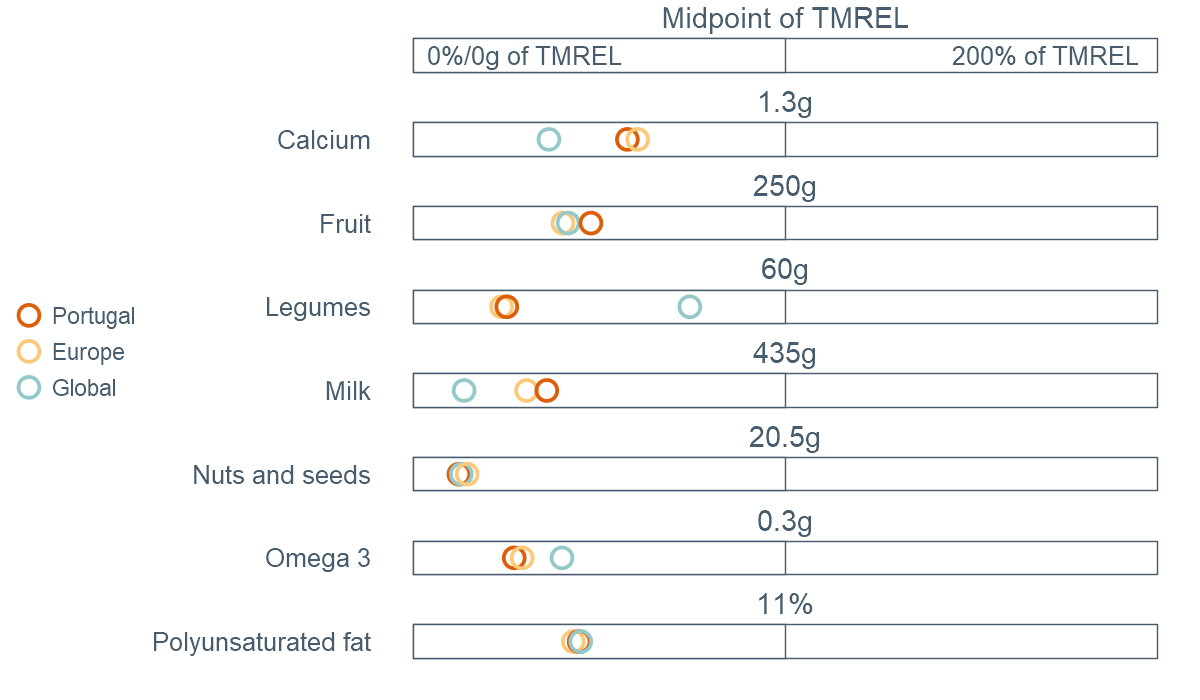 Midpoint of TMREL
0%/0g of TMREL 200% of TMREL
1.3g
Calcium
250g
Fruit
60g
Legumes
435g
Milk
20.5g
Nuts and seeds
0.3g
Omega 3
11%
Polyunsaturated fat
Portugal
Europe
Global